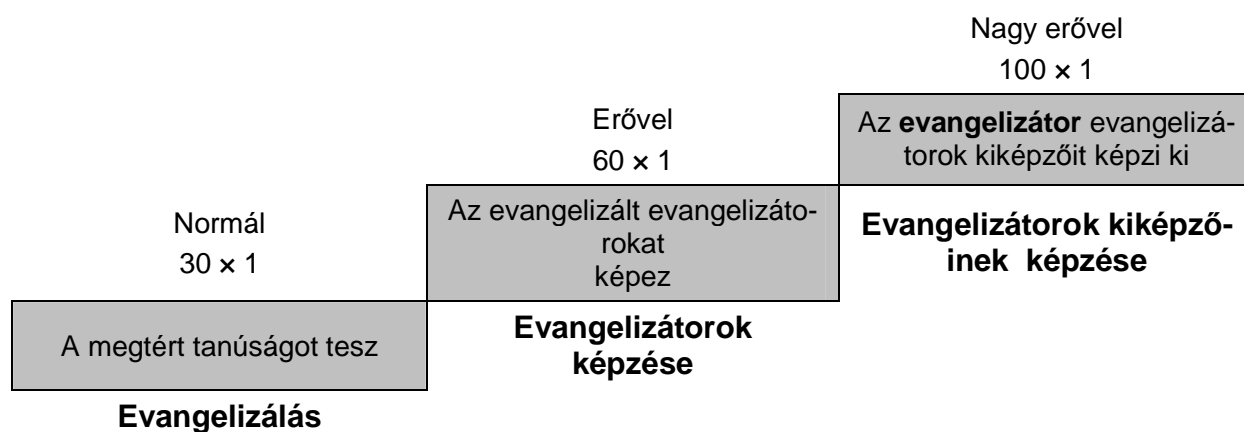 Nagy erővel
100 × 1
Az evangelizátor evangelizá-
torok kiképzőit képzi ki
Evangelizátorok kiképző-
inek képzése
Erővel
60 × 1
Az evangelizált evangelizáto-
rokat
képez
Evangelizátorok
képzése
Normál
30 × 1
A megtért tanúságot tesz
Evangelizálás